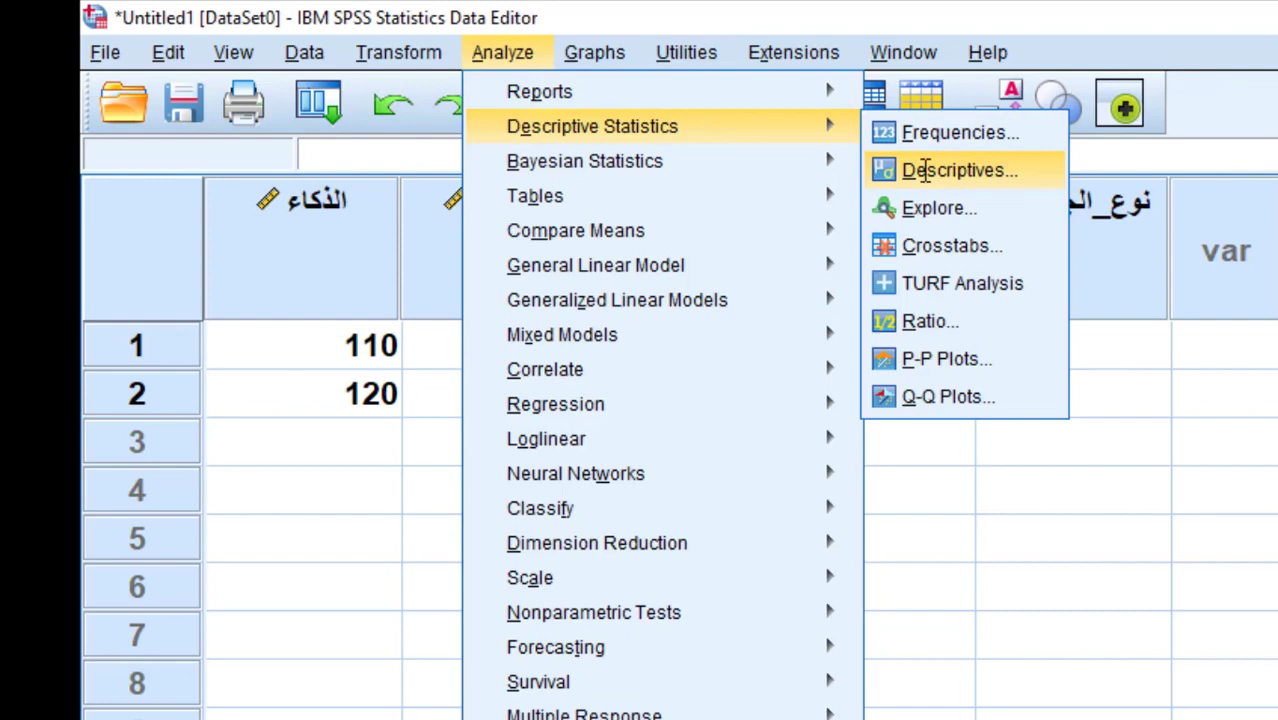 *Untitled1 [DataSet0] - IBM SPSS Statistics Data Editor
File Edit View Data Transform Analyze Graphs Utilities Extensions Window Help
Reports
Descriptive Statistics
Bayesian Statistics
Tables
Compare Means
General Linear Model
Generalized Linear Models
Mixed Models
Correlate
Regression
Loglinear
Neural Networks
Classify
Dimension Reduction
Scale
Nonparametric Tests
Forecasting
Survival
Multiple Response
123 Frequencies...
Descriptives...
Explore...
Crosstabs...
TURF Analysis
1/2 Ratio...
P-P Plots...
Q-Q Plots...
A
الذكاء
var
1 110
2 120
3
4
5
6
7
8